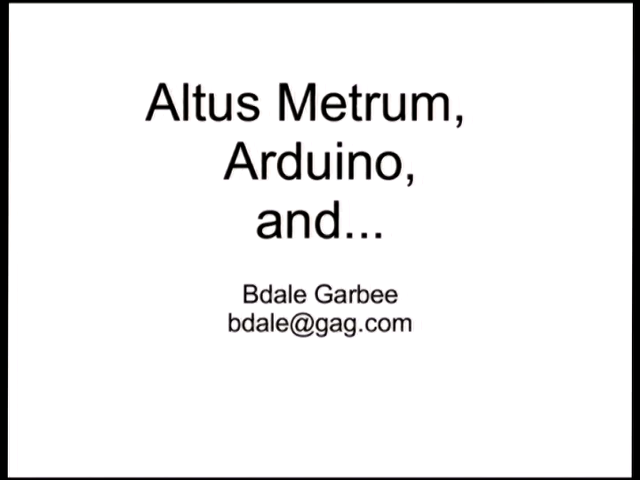 Altus Metrum,
Arduino,
and...
Bdale Garbee
bdale@gag.com